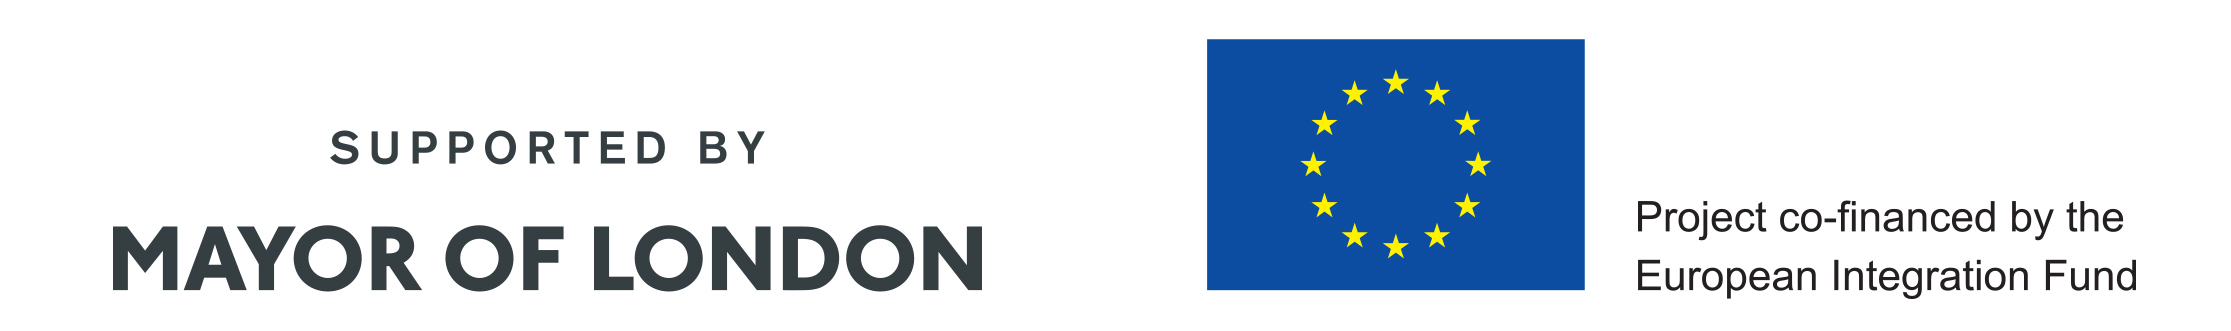 SUPPORTED BY
MAYOR OF LONDON
Project co-financed by the
European Integration Fund